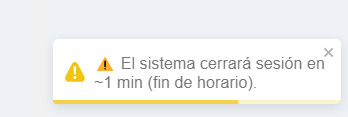 ⚠️ El sistema cerrará sesión en
~1 min (fin de horario).